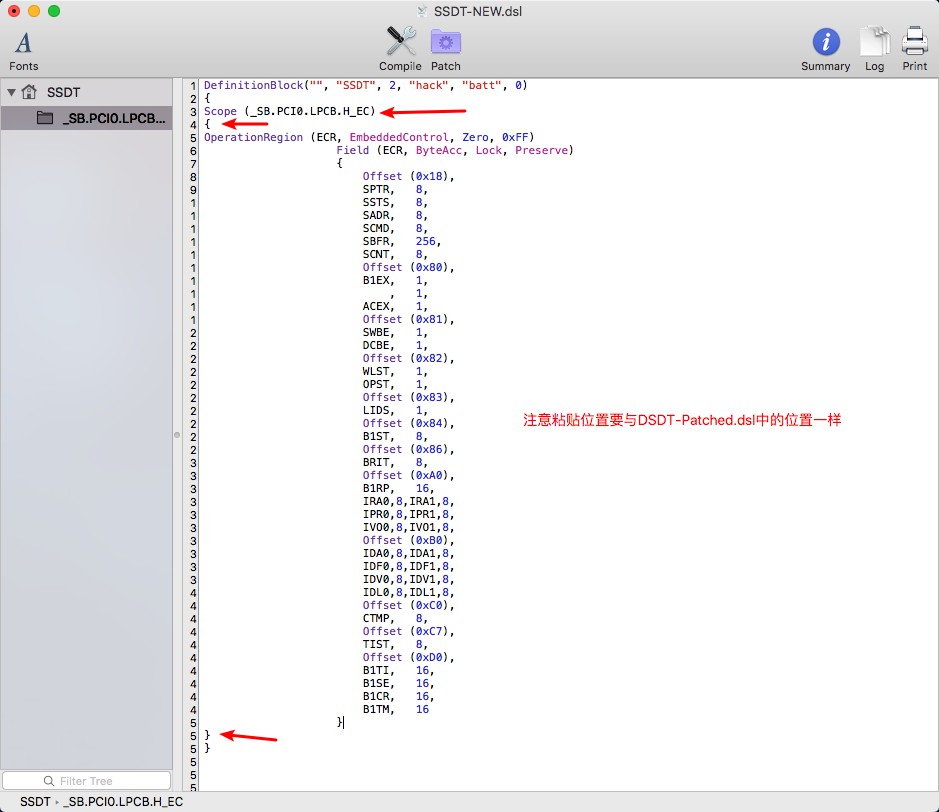 SSDT-NEW.dsl
Fonts
Compile
Patch
Summary
Log
Print
SSDT
_SB.PCI0.LPCB...
1 DefinitionBlock("", "SSDT", 2, "hack", "batt", 0)
2 {
3 Scope (_SB.PCI0.LPCB.H_EC)
4 {
5 OperationRegion (ECR, EmbeddedControl, Zero, 0xFF)
6 Field (ECR, ByteAcc, Lock, Preserve)
7 {
8 Offset (0x18),
9 SPTR, 8,
1 SSTS, 8,
1 SADR, 8,
1 SCMD, 8,
1 SBFR, 256,
1 SCNT, 8,
1 Offset (0x80),
1 B1EX, 1,
1 , 1,
1 ACEX, 1,
1 Offset (0x81),
2 SWBE, 1,
2 DCBE, 1,
2 Offset (0x82),
2 WLST, 1,
2 OPST, 1,
2 Offset (0x83),
2 LIDS, 1,
2 Offset (0x84),
2 B1ST, 8,
2 Offset (0x86),
3 BRIT, 8,
3 Offset (0xA0),
3 B1RP, 16,
3 IRA0,8,IRA1,8,
3 IPR0,8,IPR1,8,
3 IVO0,8,IVO1,8,
3 Offset (0xB0),
3 IDA0,8,IDA1,8,
3 IDF0,8,IDF1,8,
3 IDV0,8,IDV1,8,
4 IDL0,8,IDL1,8,
4 Offset (0xC0),
4 CTMP, 8,
4 Offset (0xC7),
4 TIST, 8,
4 Offset (0xD0),
4 B1TI, 16,
4 B1SE, 16,
4 B1CR, 16,
4 B1TM, 16
5 }
5 }
5 }
5
5
5
注意粘贴位置要与DSDT-Patched.dsl中的位置一样
Filter Tree
SSDT › _SB.PCI0.LPCB.H_EC